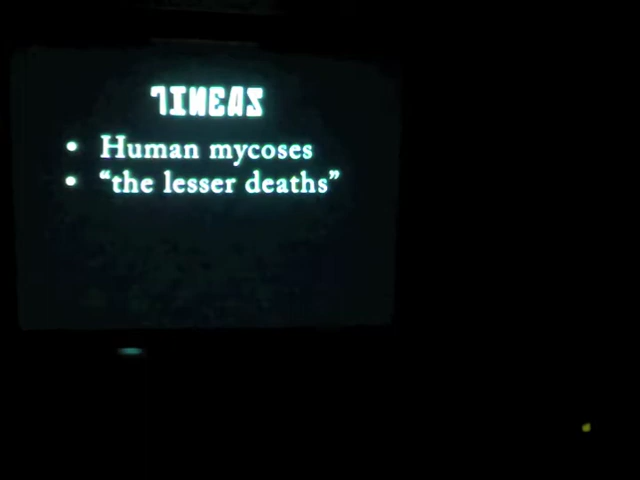 TINEAS
• Human mycoses
• “the lesser deaths”